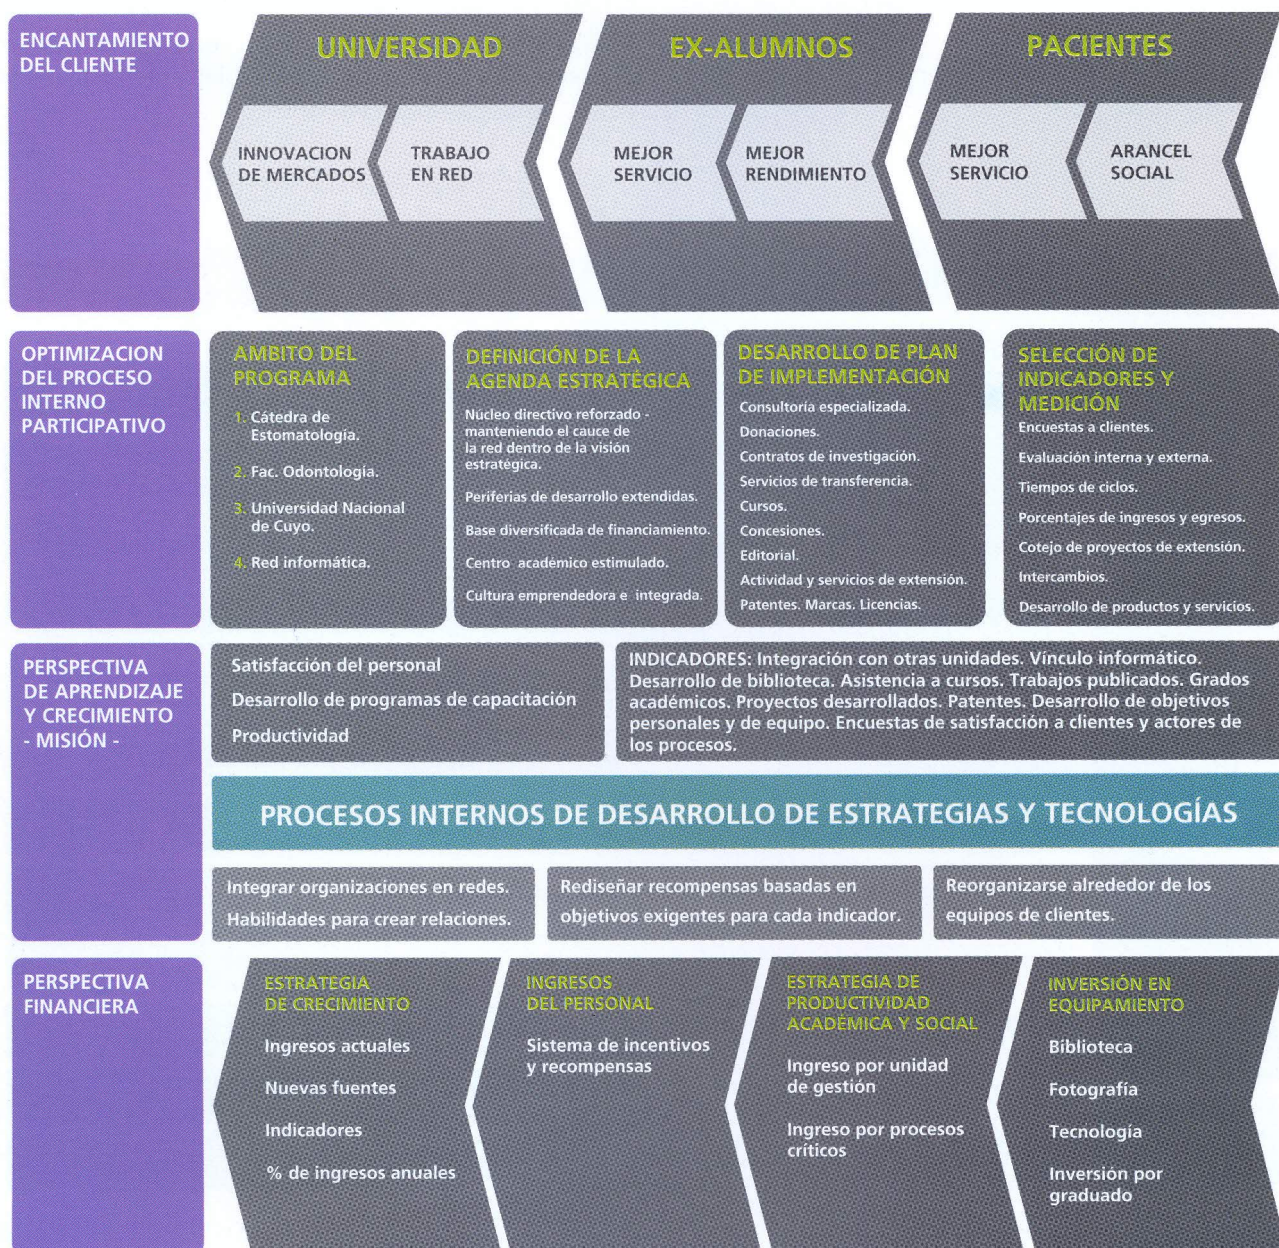 ENCANTAMIENTO
DEL CLIENTE
UNIVERSIDAD
INNOVACION
DE MERCADOS
TRABAJO
EN RED
EX-ALUMNOS
MEJOR
SERVICIO
MEJOR
RENDIMIENTO
PACIENTES
MEJOR
SERVICIO
ARANCEL
SOCIAL
OPTIMIZACION
DEL PROCESO
INTERNO
PARTICIPATIVO
AMBITO DEL
PROGRAMA
1. Cátedra de
Estomatología.
2. Fac. Odontología.
3. Universidad Nacional
de Cuyo.
4. Red informática.
DEFINICIÓN DE LA
AGENDA ESTRATÉGICA
Núcleo directivo reforzado -
manteniendo el cauce de
la red dentro de la visión
estratégica.
Periferias de desarrollo extendidas.
Base diversificada de financiamiento.
Centro académico estimulado.
Cultura emprendedora e integrada.
DESARROLLO DE PLAN
DE IMPLEMENTACIÓN
Consultoría especializada.
Donaciones.
Contratos de investigación.
Servicios de transferencia.
Cursos.
Concesiones.
Editorial.
Actividad y servicios de extensión.
Patentes. Marcas. Licencias.
SELECCIÓN DE
INDICADORES Y
MEDICIÓN
Encuestas a clientes.
Evaluación interna y externa.
Tiempos de ciclos.
Porcentajes de ingresos y egresos.
Cotejo de proyectos de extensión.
Intercambios.
Desarrollo de productos y servicios.
PERSPECTIVA
DE APRENDIZAJE
Y CRECIMIENTO
- MISIÓN -
Satisfacción del personal
Desarrollo de programas de capacitación
Productividad
INDICADORES: Integración con otras unidades. Vínculo informático.
Desarrollo de biblioteca. Asistencia a cursos. Trabajos publicados. Grados
académicos. Proyectos desarrollados. Patentes. Desarrollo de objetivos
personales y de equipo. Encuestas de satisfacción a clientes y actores de
los procesos.
PROCESOS INTERNOS DE DESARROLLO DE ESTRATEGIAS Y TECNOLOGÍAS
Integrar organizaciones en redes.
Habilidades para crear relaciones.
Rediseñar recompensas basadas en
objetivos exigentes para cada indicador.
Reorganizarse alrededor de los
equipos de clientes.
PERSPECTIVA
FINANCIERA
ESTRATEGIA
DE CRECIMIENTO
Ingresos actuales
Nuevas fuentes
Indicadores
% de ingresos anuales
INGRESOS
DEL PERSONAL
Sistema de incentivos
y recompensas
ESTRATEGIA DE
PRODUCTIVIDAD
ACADÉMICA Y SOCIAL
Ingreso por unidad
de gestión
Ingreso por procesos
críticos
INVERSIÓN EN
EQUIPAMIENTO
Biblioteca
Fotografía
Tecnología
Inversión por
graduado